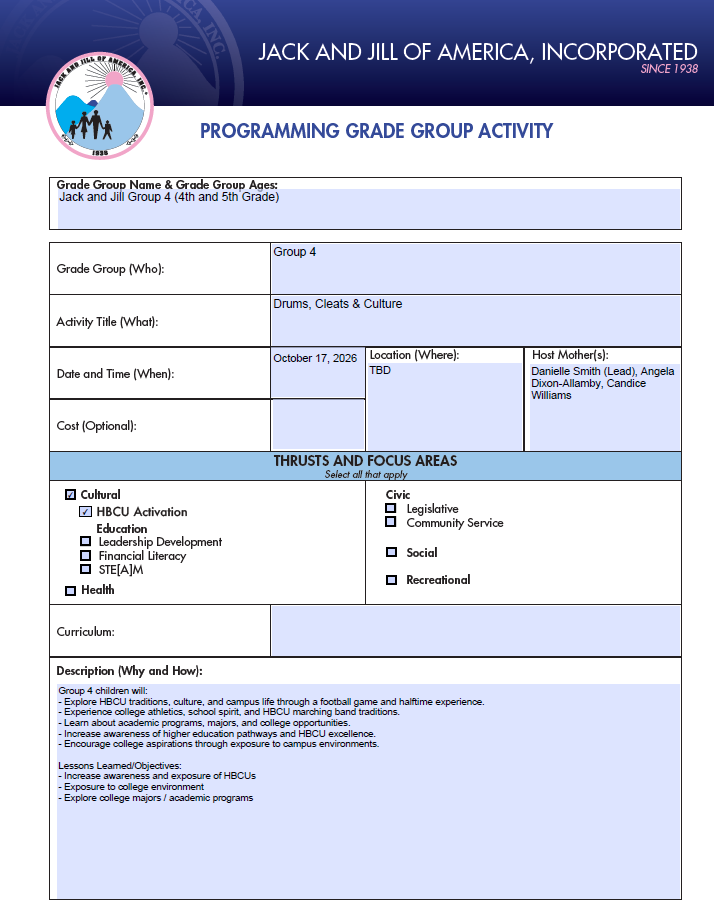 JACK AND JILL OF AMERICA, INCORPORATED
SINCE 1938
JACK AND JILL OF AMERICA, INC.
1938
PROGRAMMING GRADE GROUP ACTIVITY
Grade Group Name & Grade Group Ages:
Jack and Jill Group 4 (4th and 5th Grade)
Grade Group (Who):
Group 4
Activity Title (What):
Drums, Cleats & Culture
Date and Time (When):
October 17, 2026
Location (Where):
TBD
Host Mother(s):
Danielle Smith (Lead), Angela
Dixon-Allamby, Candice
Williams
Cost (Optional):
THRUSTS AND FOCUS AREAS
Select all that apply
Cultural
HBCU Activation
Education
Leadership Development
Financial Literacy
STE[A]M
Health
Civic
Legislative
Community Service
Social
Recreational
Curriculum:
Description (Why and How):
Group 4 children will:
- Explore HBCU traditions, culture, and campus life through a football game and halftime experience.
- Experience college athletics, school spirit, and HBCU marching band traditions.
- Learn about academic programs, majors, and college opportunities.
- Increase awareness of higher education pathways and HBCU excellence.
- Encourage college aspirations through exposure to campus environments.
Lessons Learned/Objectives:
- Increase awareness and exposure of HBCUs
- Exposure to college environment
- Explore college majors / academic programs